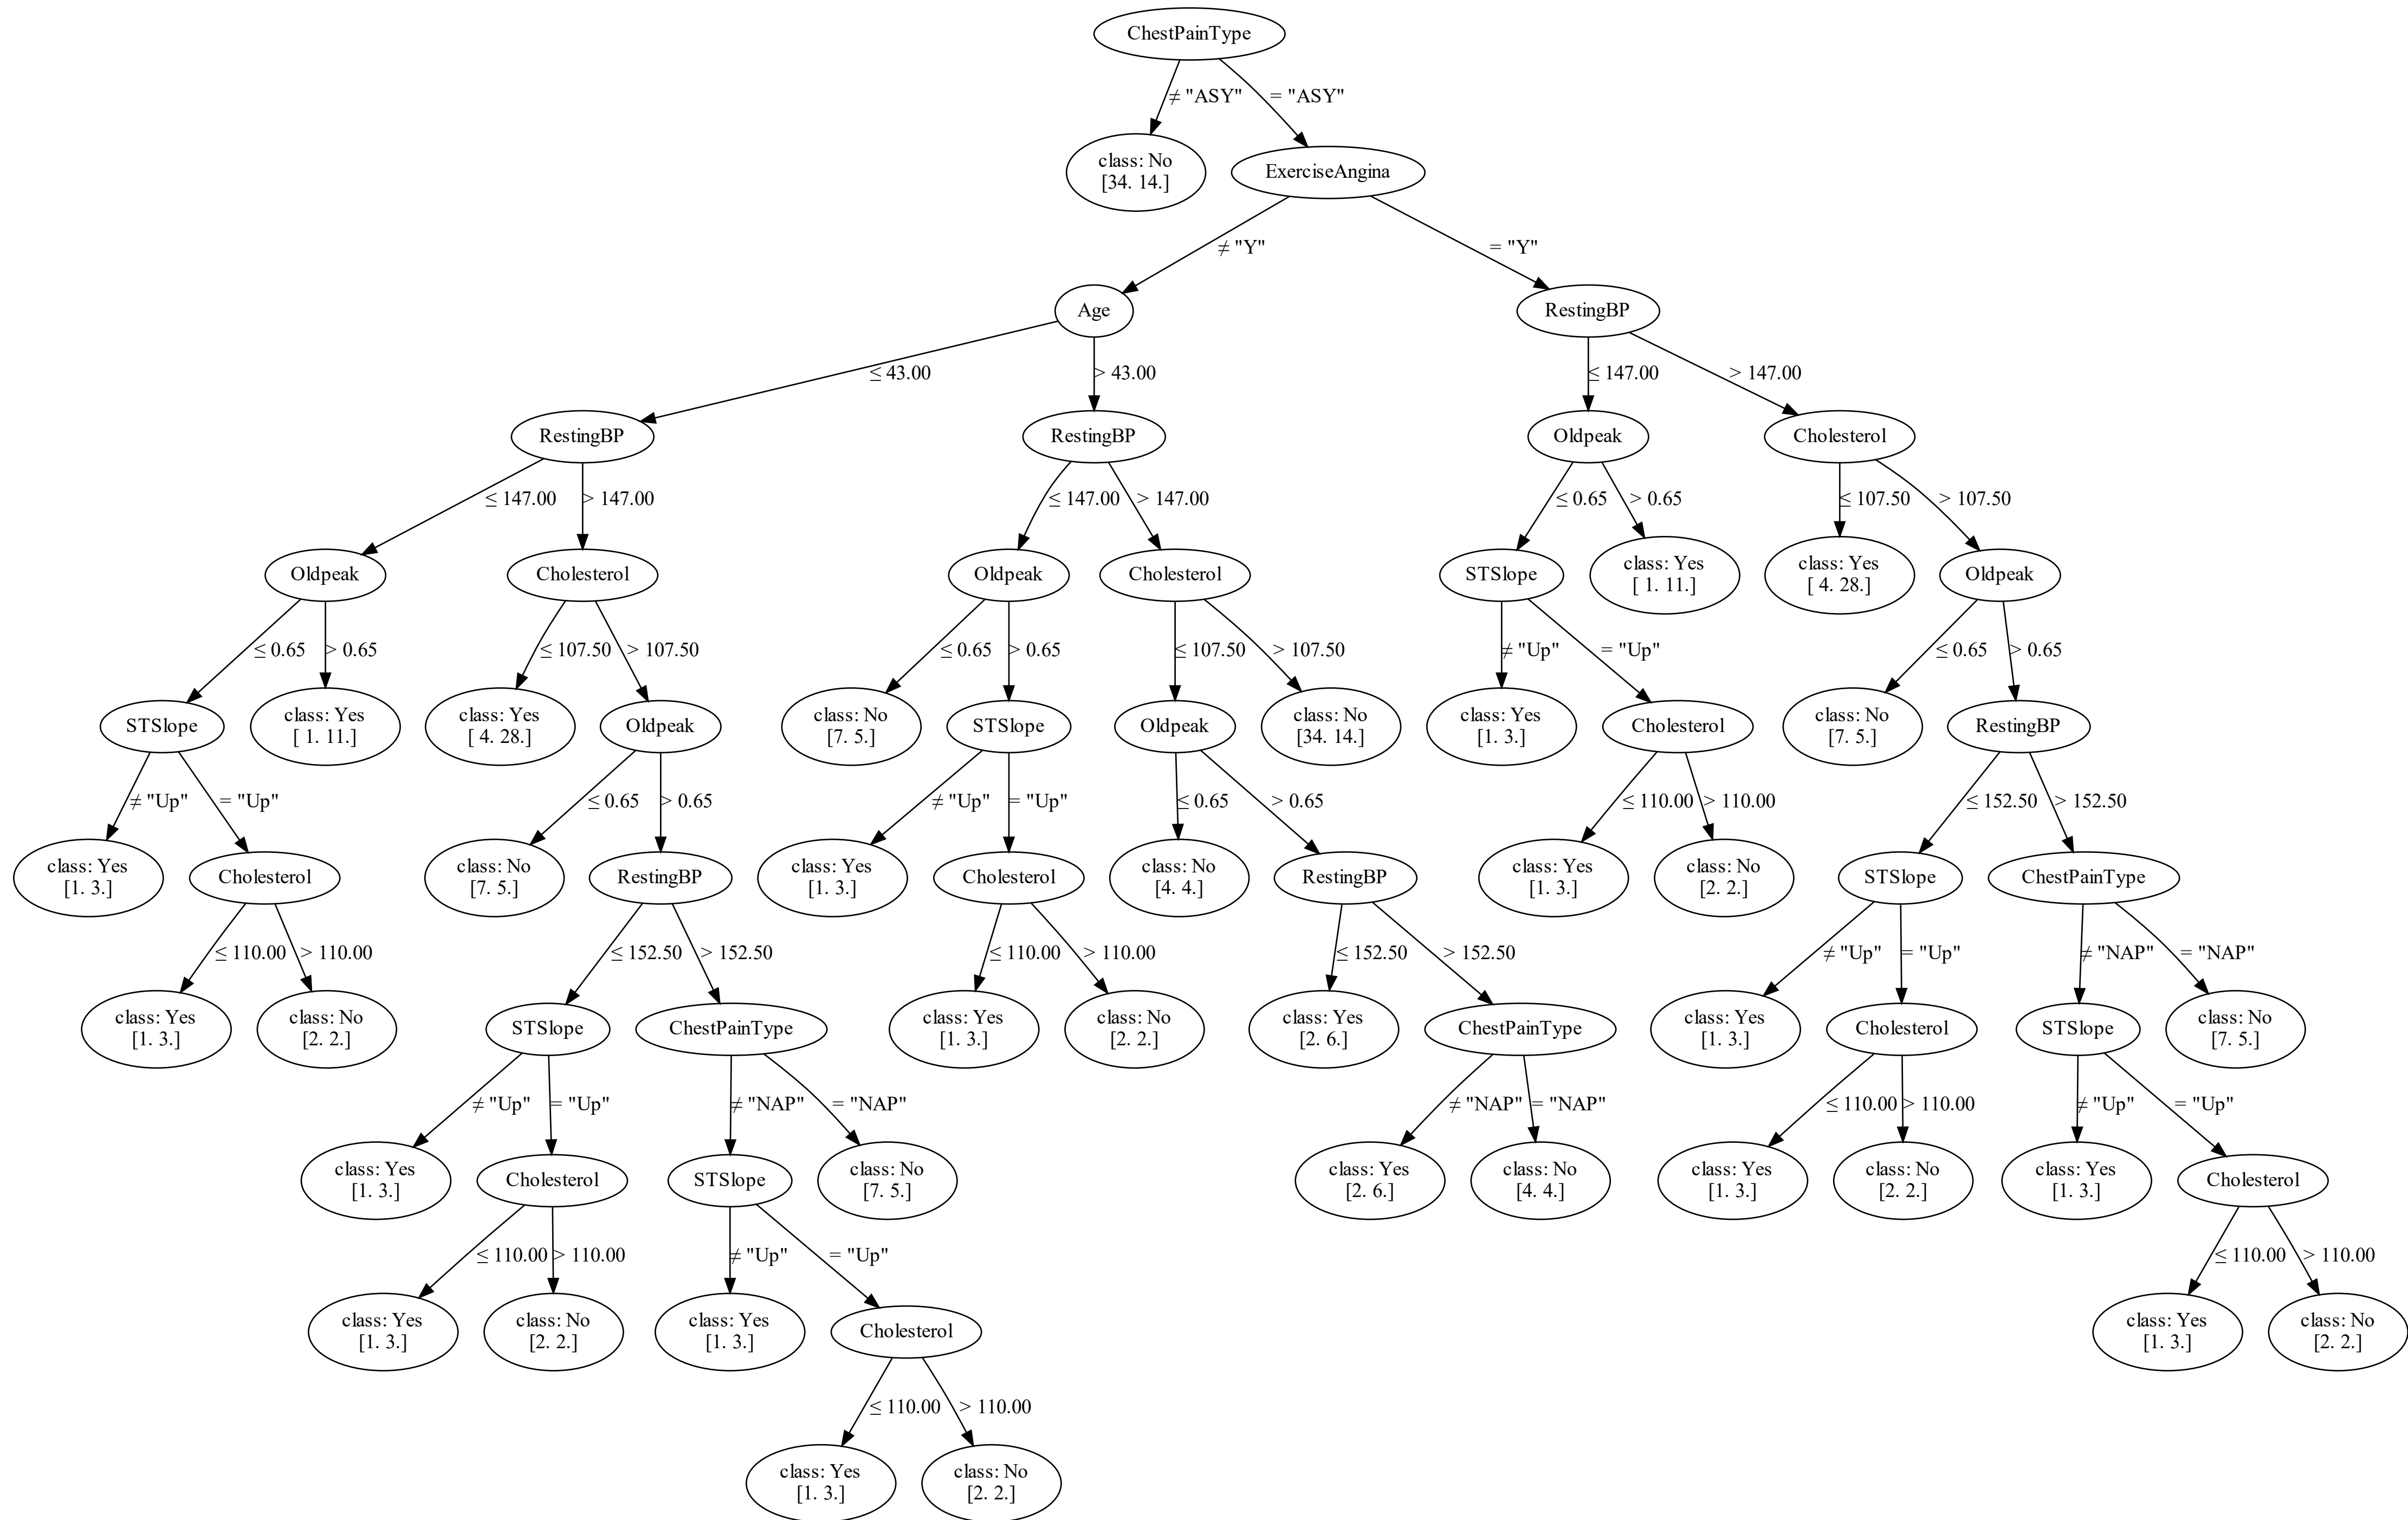 ChestPainType
≠ "ASY"
= "ASY"
class: No
[34. 14.]
ExerciseAngina
≠ "Y"
= "Y"
Age
RestingBP
≤ 43.00
> 43.00
≤ 147.00
> 147.00
RestingBP
RestingBP
Oldpeak
Cholesterol
≤ 147.00
> 147.00
≤ 147.00
> 147.00
≤ 0.65
> 0.65
≤ 107.50
> 107.50
Oldpeak
Cholesterol
Oldpeak
Cholesterol
STSlope
class: Yes
[ 1. 11.]
class: Yes
[ 4. 28.]
Oldpeak
≤ 0.65
> 0.65
≤ 107.50
> 107.50
≤ 0.65
> 0.65
≤ 107.50
> 107.50
≠ "Up"
= "Up"
≤ 0.65
> 0.65
STSlope
class: Yes
[ 1. 11.]
class: Yes
[ 4. 28.]
Oldpeak
class: No
[7. 5.]
STSlope
Oldpeak
class: No
[34. 14.]
class: Yes
[1. 3.]
Cholesterol
class: No
[7. 5.]
RestingBP
≠ "Up"
= "Up"
≤ 0.65
> 0.65
≠ "Up"
= "Up"
≤ 0.65
> 0.65
≤ 110.00
> 110.00
≤ 152.50
> 152.50
class: Yes
[1. 3.]
Cholesterol
class: No
[7. 5.]
RestingBP
class: Yes
[1. 3.]
Cholesterol
class: No
[4. 4.]
RestingBP
class: Yes
[1. 3.]
class: No
[2. 2.]
STSlope
ChestPainType
≤ 110.00
> 110.00
≤ 152.50
> 152.50
≤ 110.00
> 110.00
≤ 152.50
> 152.50
≠ "Up"
= "Up"
≠ "NAP"
= "NAP"
class: Yes
[1. 3.]
class: No
[2. 2.]
STSlope
ChestPainType
class: Yes
[1. 3.]
class: No
[2. 2.]
class: Yes
[2. 6.]
ChestPainType
class: Yes
[1. 3.]
Cholesterol
STSlope
class: No
[7. 5.]
≠ "Up"
= "Up"
≠ "NAP"
= "NAP"
≠ "NAP"
= "NAP"
≤ 110.00
> 110.00
≠ "Up"
= "Up"
class: Yes
[1. 3.]
Cholesterol
STSlope
class: No
[7. 5.]
class: Yes
[2. 6.]
class: No
[4. 4.]
class: Yes
[1. 3.]
class: No
[2. 2.]
class: Yes
[1. 3.]
Cholesterol
≤ 110.00
> 110.00
≠ "Up"
= "Up"
≤ 110.00
> 110.00
class: Yes
[1. 3.]
class: No
[2. 2.]
class: Yes
[1. 3.]
Cholesterol
class: Yes
[1. 3.]
class: No
[2. 2.]
≤ 110.00
> 110.00
class: Yes
[1. 3.]
class: No
[2. 2.]